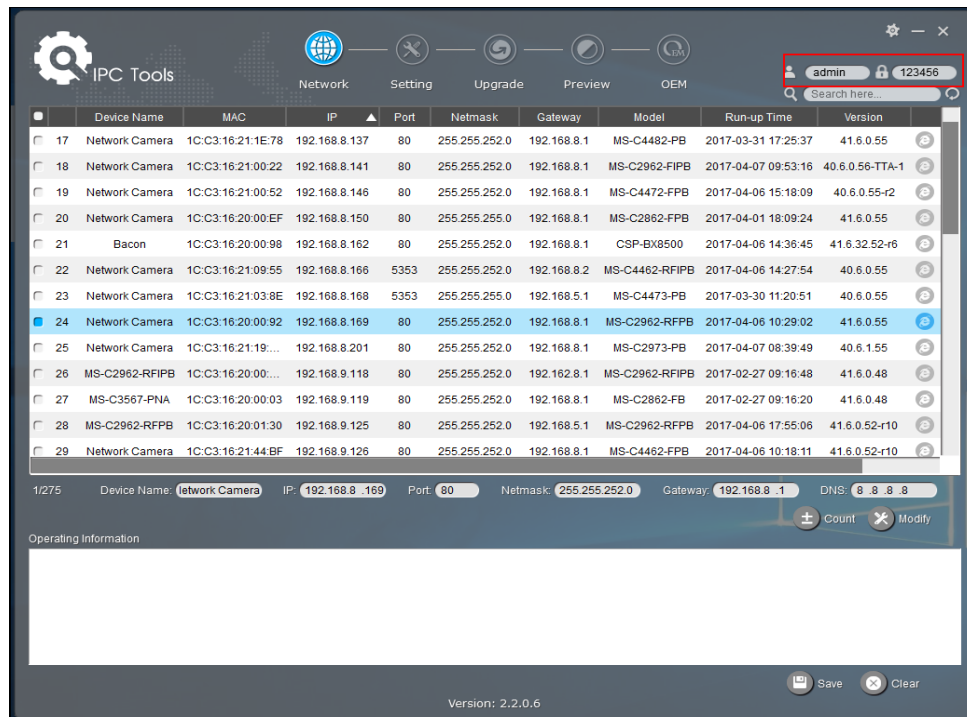 IPC Tools
Network Setting Upgrade Preview OEM
admin 123456
Search here...
Device Name MAC IP Port Netmask Gateway Model Run-up Time Version
17 Network Camera 1C:C3:16:21:1E:78 192.168.8.137 80 255.255.252.0 192.168.8.1 MS-C4482-PB 2017-03-31 17:25:37 41.6.0.55
18 Network Camera 1C:C3:16:21:00:22 192.168.8.141 80 255.255.252.0 192.168.8.1 MS-C2962-FIPB 2017-04-07 09:53:16 40.6.0.56-TTA-1
19 Network Camera 1C:C3:16:21:00:52 192.168.8.146 80 255.255.252.0 192.168.8.1 MS-C4472-FPB 2017-04-06 15:18:09 40.6.0.55-r2
20 Network Camera 1C:C3:16:20:00:EF 192.168.8.150 80 255.255.255.0 192.168.8.1 MS-C2862-FPB 2017-04-01 18:09:24 41.6.0.55
21 Bacon 1C:C3:16:20:00:98 192.168.8.162 80 255.255.252.0 192.168.8.1 CSP-BX8500 2017-04-06 14:36:45 41.6.32.52-r6
22 Network Camera 1C:C3:16:21:09:55 192.168.8.166 5353 255.255.252.0 192.168.8.2 MS-C4462-RFIPB 2017-04-06 14:27:54 40.6.0.55
23 Network Camera 1C:C3:16:21:03:8E 192.168.8.168 5353 255.255.255.0 192.168.5.1 MS-C4473-PB 2017-03-30 11:20:51 40.6.0.55
24 Network Camera 1C:C3:16:20:00:92 192.168.8.169 80 255.255.252.0 192.168.8.1 MS-C2962-RFPB 2017-04-06 10:29:02 41.6.0.55
25 Network Camera 1C:C3:16:21:19:... 192.168.8.201 80 255.255.252.0 192.168.8.1 MS-C2973-PB 2017-04-07 08:39:49 40.6.1.55
26 MS-C2962-RFIPB 1C:C3:16:20:00:... 192.168.9.118 80 255.255.252.0 192.162.8.1 MS-C2962-RFIPB 2017-02-27 09:16:48 41.6.0.48
27 MS-C3567-PNA 1C:C3:16:20:00:03 192.168.9.119 80 255.255.252.0 192.168.8.1 MS-C2862-FB 2017-02-27 09:16:20 41.6.0.48
28 MS-C2962-RFPB 1C:C3:16:20:01:30 192.168.9.125 80 255.255.252.0 192.168.5.1 MS-C2962-RFPB 2017-04-06 17:55:06 41.6.0.52-r10
29 Network Camera 1C:C3:16:21:44:BF 192.168.9.126 80 255.255.252.0 192.168.8.1 MS-C4462-FPB 2017-04-06 10:18:11 41.6.0.52-r10
1/275 Device Name: letwork Camera IP: 192.168.8 .169 Port: 80 Netmask: 255.255.252.0 Gateway: 192.168.8 .1 DNS: 8 .8 .8 .8
Count Modify
Operating Information
Save Clear
Version: 2.2.0.6